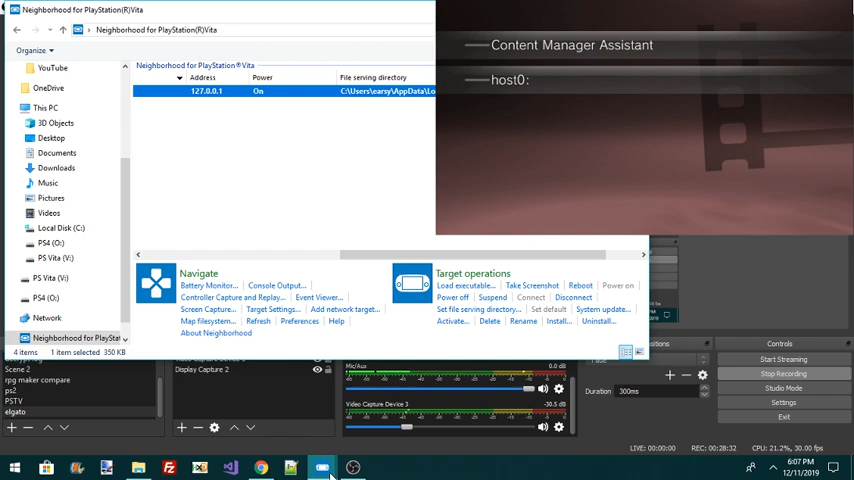 Neighborhood for PlayStation(R)Vita
Neighborhood for PlayStation(R)Vita
Organize
YouTube
OneDrive
This PC
3D Objects
Desktop
Documents
Downloads
Music
Pictures
Videos
Local Disk (C:)
PS4 (O:)
PS Vita (V:)
PS Vita (V:)
PS4 (O:)
Network
Neighborhood for PlayStat
4 items 1 item selected 350 KB
Neighborhood for PlayStation®Vita
Address Power File serving directory
127.0.0.1 On C:\Users\earsy\AppData\Lo
Navigate
Battery Monitor... Console Output...
Controller Capture and Replay... Event Viewer...
Screen Capture... Target Settings... Add network target...
Map filesystem... Refresh Preferences Help
About Neighborhood
Target operations
Load executable... Take Screenshot Reboot Power on
Power off Suspend Connect Disconnect
Set file serving directory... Set default System update...
Activate... Delete Rename Install... Uninstall...
Content Manager Assistant
host0:
Scene 2
rpg maker compare
ps2
PSTV
elgato
Display Capture 2
Mic/Aux 0.0 dB
Video Capture Device 3 -30.5 dB
Duration 300ms
Controls
Start Streaming
Stop Recording
Studio Mode
Settings
Exit
LIVE: 00:00:00 REC: 00:28:32 CPU: 21.2%, 30.00 fps
6:07 PM
12/11/2019